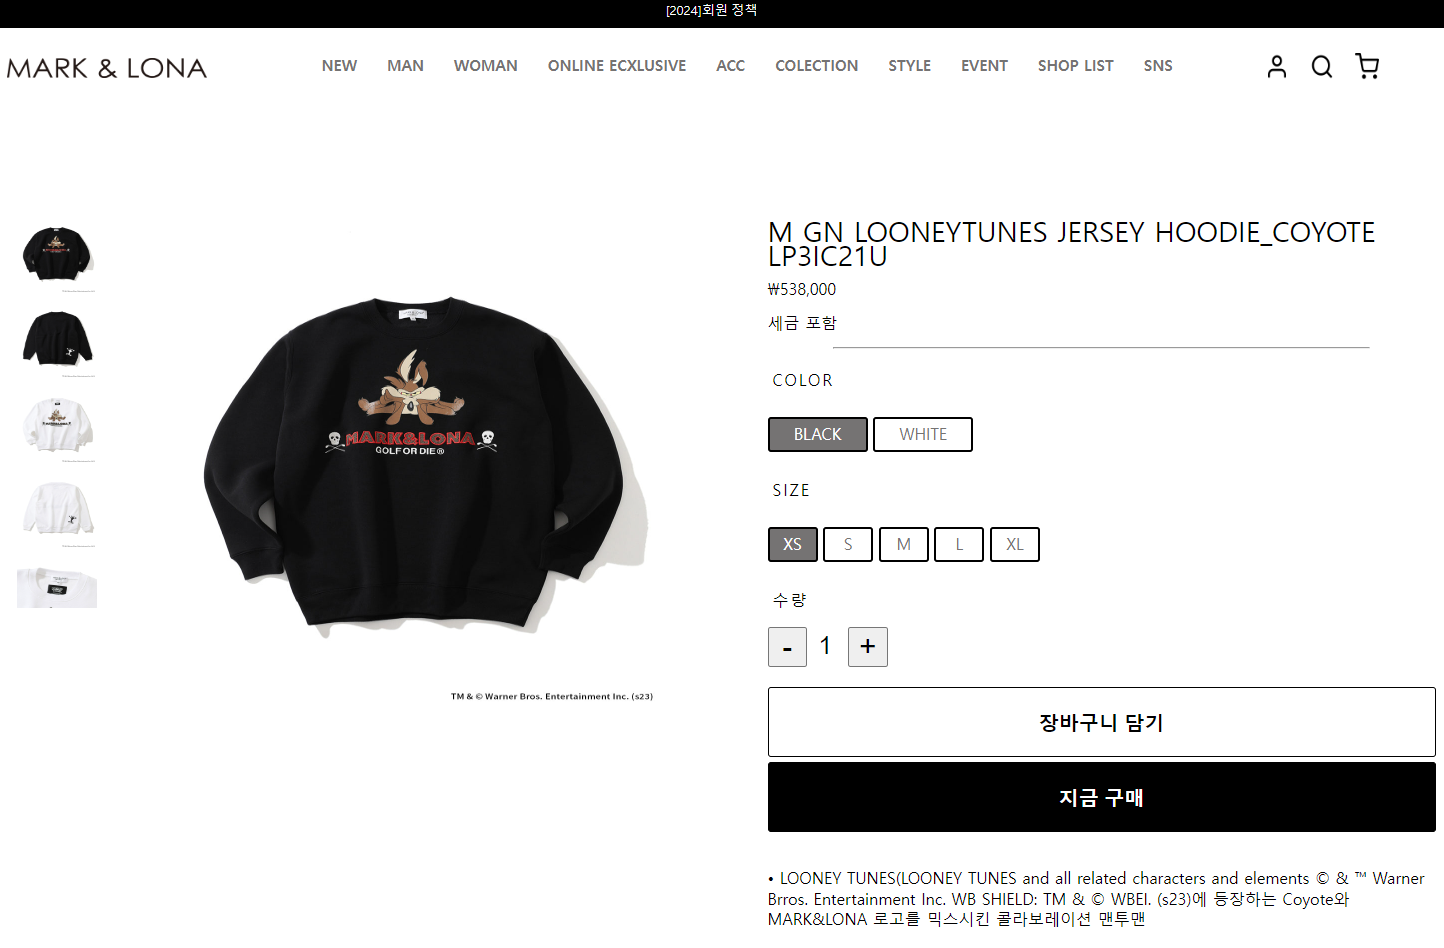 [2024]회원 정책
MARK & LONA
NEW MAN WOMAN ONLINE ECXLUSIVE ACC COLECTION STYLE EVENT SHOP LIST SNS
M GN LOONEYTUNES JERSEY HOODIE_COYOTE
LP3IC21U
₩538,000
세금 포함
COLOR
BLACK WHITE
SIZE
XS S M L XL
수량
- 1 +
장바구니 담기
지금 구매
MARK&LONA
GOLF OR DIE®
TM & © Warner Bros. Entertainment Inc. (s23)
• LOONEY TUNES(LOONEY TUNES and all related characters and elements © & ™ Warner
Brros. Entertainment Inc. WB SHIELD: TM & © WBEI. (s23)에 등장하는 Coyote와
MARK&LONA 로고를 믹스시킨 콜라보레이션 맨투맨